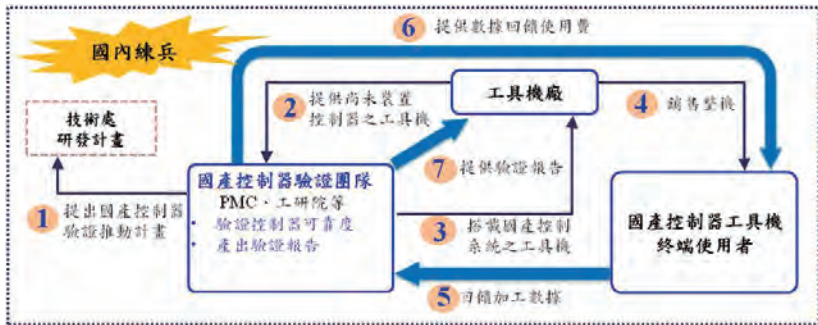 國內練兵
6 提供數據回饋使用費
技術處
研發計畫
2 提供尚未裝置
控制器之工具機
工具機廠
4 銷售整機
7 提供驗證報告
國產控制器驗證團隊
PMC、工研院等
• 驗證控制器可靠度
• 產出驗證報告
1 提出國產控制器
驗證推動計畫
3 搭載國產控制
系統之工具機
國產控制器工具機
終端使用者
5 回饋加工數據